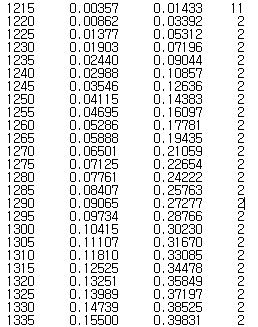 1215 0.00357 0.01433 11
1220 0.00862 0.03392 2
1225 0.01377 0.05312 2
1230 0.01903 0.07196 2
1235 0.02440 0.09044 2
1240 0.02988 0.10857 2
1245 0.03546 0.12636 2
1250 0.04115 0.14383 2
1255 0.04695 0.16097 2
1260 0.05286 0.17781 2
1265 0.05888 0.19435 2
1270 0.06501 0.21059 2
1275 0.07125 0.22654 2
1280 0.07761 0.24222 2
1285 0.08407 0.25763 2
1290 0.09065 0.27277 2
1295 0.09734 0.28766 2
1300 0.10415 0.30230 2
1305 0.11107 0.31670 2
1310 0.11810 0.33085 2
1315 0.12525 0.34478 2
1320 0.13251 0.35849 2
1325 0.13989 0.37197 2
1330 0.14739 0.38525 2
1335 0.15500 0.39831 2